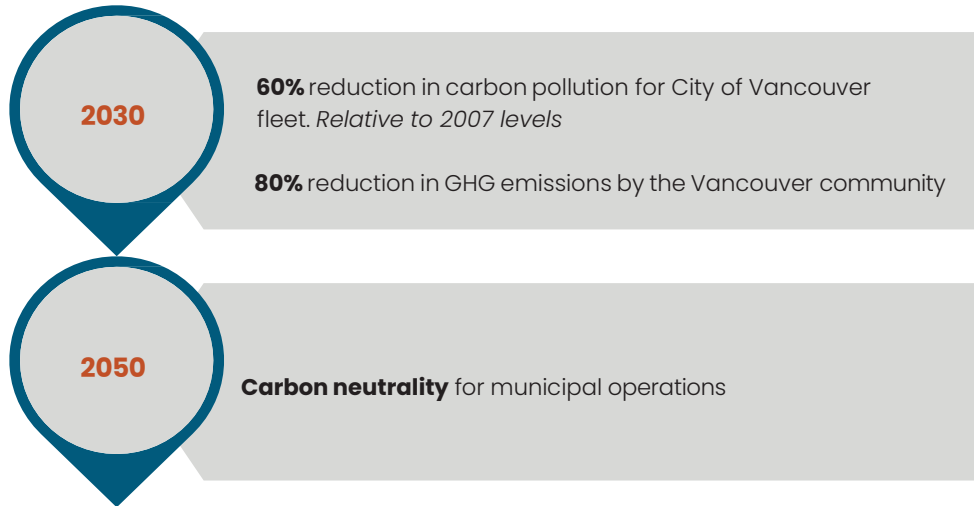 2030
60% reduction in carbon pollution for City of Vancouver
fleet. Relative to 2007 levels
80% reduction in GHG emissions by the Vancouver community
2050
Carbon neutrality for municipal operations